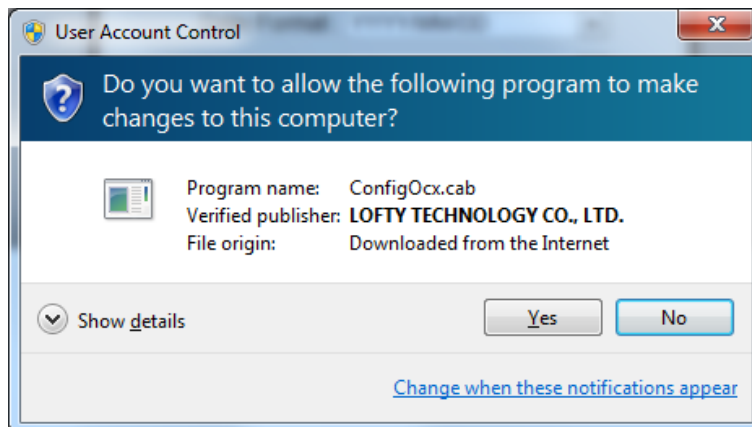 User Account Control
Do you want to allow the following program to make
changes to this computer?
Program name: ConfigOcx.cab
Verified publisher: LOFTY TECHNOLOGY CO., LTD.
File origin: Downloaded from the Internet
Show details
Yes
No
Change when these notifications appear